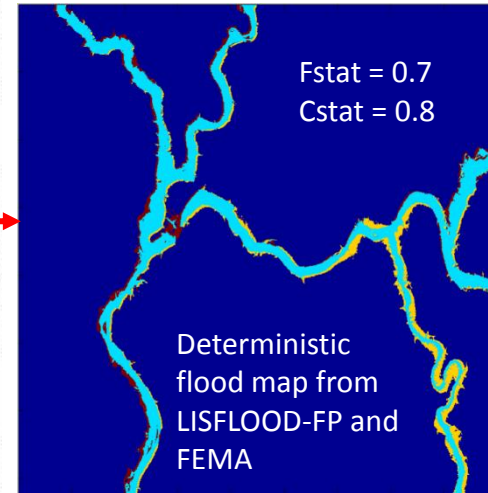 Fstat = 0.7
Cstat = 0.8
Deterministic
flood map from
LISFLOOD-FP and
FEMA